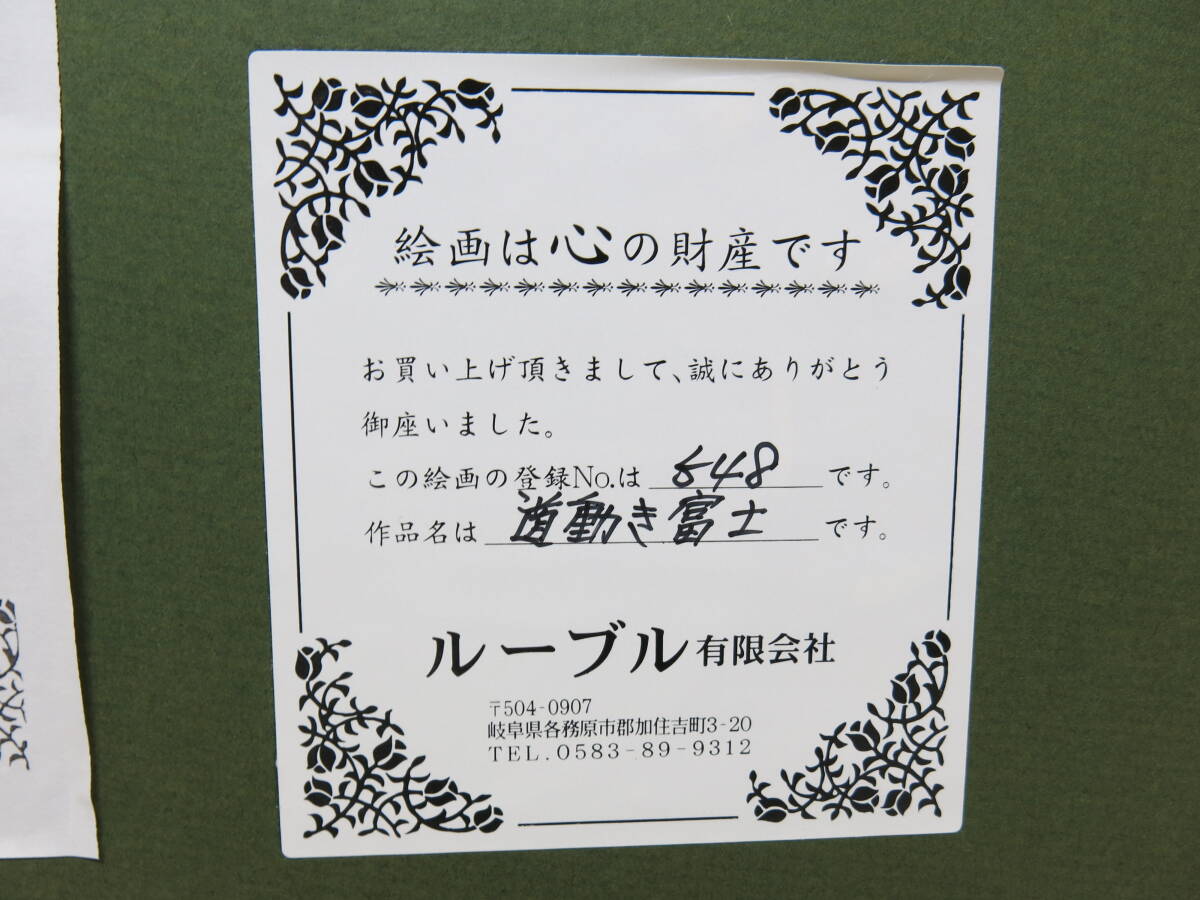 絵画は心の財産です
お買い上げ頂きまして、誠にありがとう
御座いました。
この絵画の登録No.は 548 です。
作品名は 道動き富士 です。
ルーブル有限会社
〒504-0907
岐阜県各務原市郡加住吉町3-20
TEL.0583-89-9312